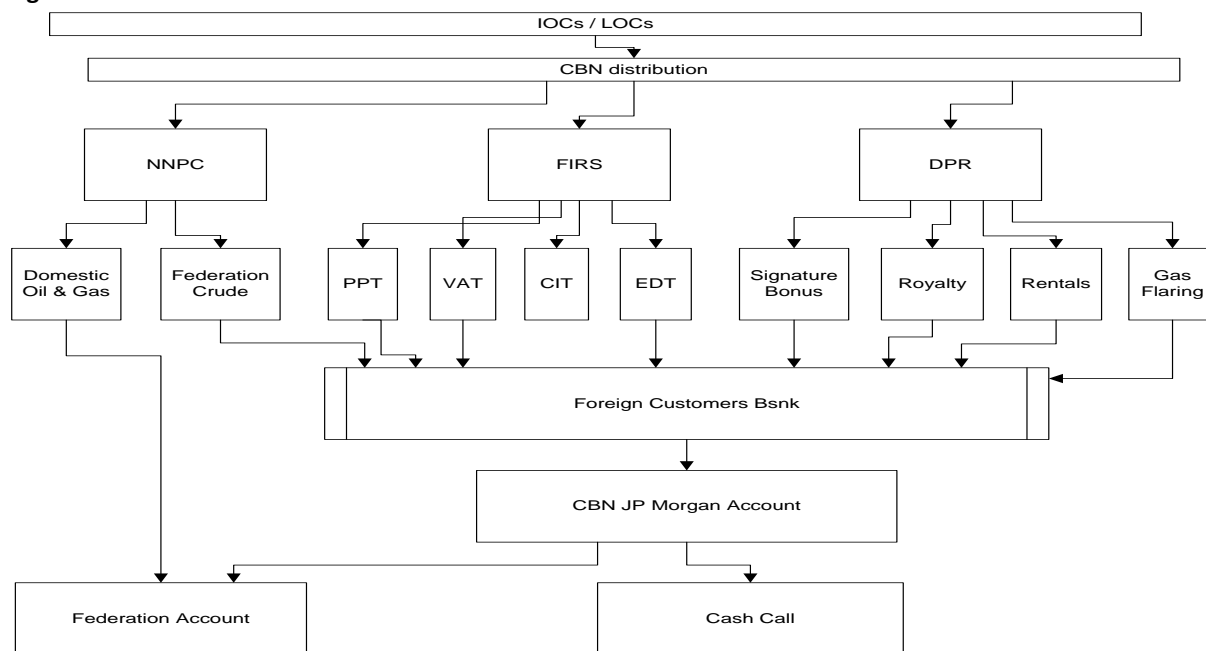 IOCs / LOCs
CBN distribution
NNPC
FIRS
DPR
Domestic
Oil & Gas
Federation
Crude
PPT
VAT
CIT
EDT
Signature
Bonus
Royalty
Rentals
Gas
Flaring
Foreign Customers Bsnk
CBN JP Morgan Account
Federation Account
Cash Call